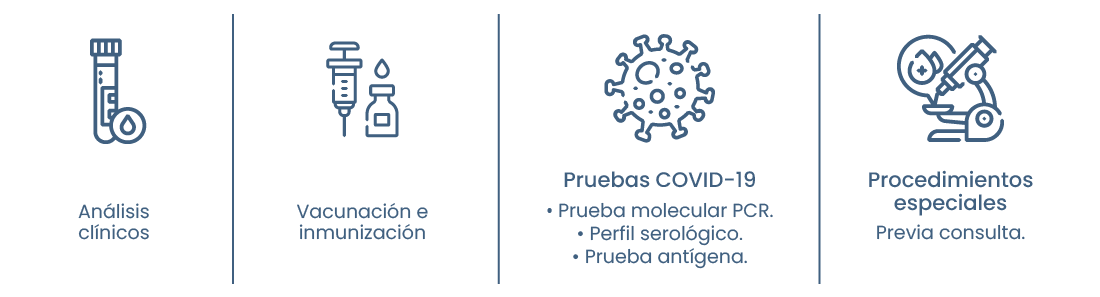 Análisis
clínicos
Vacunación e
inmunización
Pruebas COVID-19
• Prueba molecular PCR.
• Perfil serológico.
• Prueba antígena.
Procedimientos
especiales
Previa consulta.